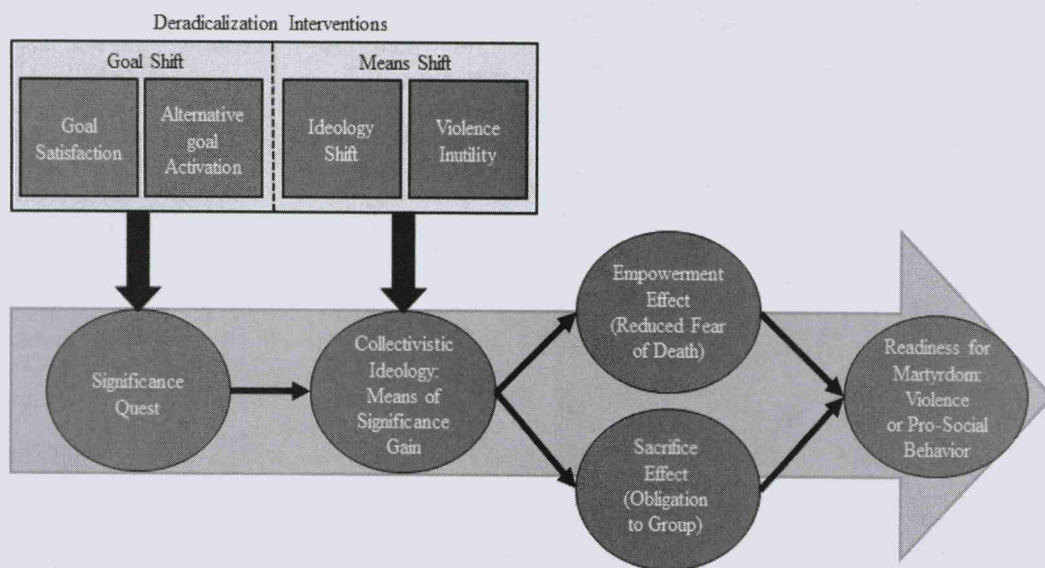 Deradicalization Interventions
Goal Shift
Means Shift
Goal
Satisfaction
Alternative
goal
Activation
Ideology
Shift
Violence
Inutility
Significance
Quest
Collectivistic
Ideology:
Means of
Significance
Gain
Empowerment
Effect
(Reduced Fear
of Death)
Sacrifice
Effect
(Obligation
to Group)
Readiness for
Martyrdom:
Violence
or Pro-Social
Behavior